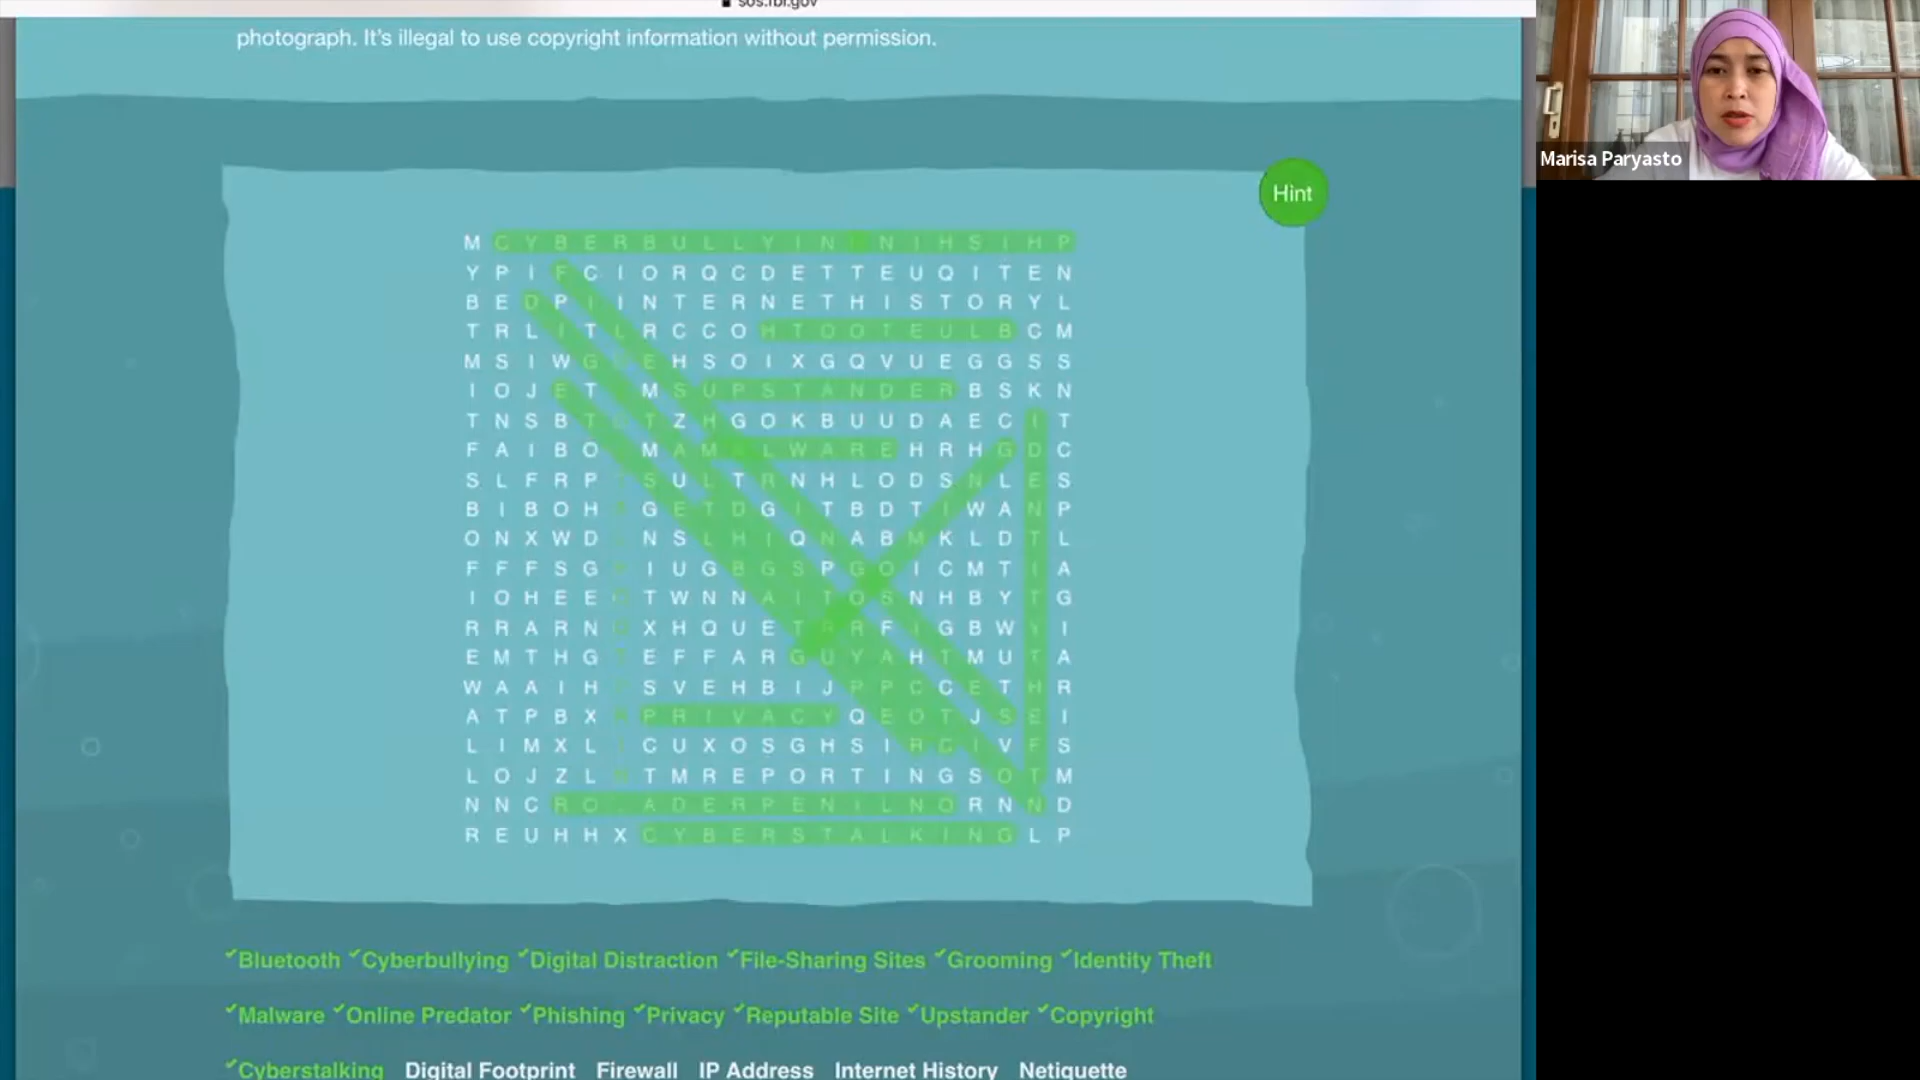 sos.fbi.gov
photograph. It's illegal to use copyright information without permission.
Marisa Paryasto
Hint
M C Y B E R B U L L Y I N N I H S I H P
Y P I F C I O R Q C D E T T E U Q I T E N
B E D P I I N T E R N E T H I S T O R Y L
T R L I T L R C C O H T O O T E U L B C M
M S I W G E H S O I X G Q V U E G G S S
I O J E T M S U P S T A N D E R B S K N
T N S B T T Z H G O K B U U D A E C I T
F A I B O M A M A L W A R E H R H G D C
S L F R P S U L T R N H L O D S N L E S
B I B O H G E T D G I T B D T I W A N P
O N X W D N S L H I Q N A B M K L D T L
F F F S G I U G B G S P G O I C M T I A
I O H E E T W N N A I T O S N H B Y T G
R R A R N X H Q U E T R R F I G B W Y I
E M T H G E F F A R G U Y A H T M U T A
W A A I H S V E H B I J P P C C E T H R
A T P B X P R I V A C Y Q E O T J S E I
L I M X L C U X O S G H S I R G I V F S
L O J Z L T M R E P O R T I N G S O T M
N N C R O A D E R P E N I L N O R N N D
R E U H H X C Y B E R S T A L K I N G L P
Bluetooth Cyberbullying Digital Distraction File-Sharing Sites Grooming Identity Theft
Malware Online Predator Phishing Privacy Reputable Site Upstander Copyright
Cyberstalking Digital Footprint Firewall IP Address Internet History Netiquette